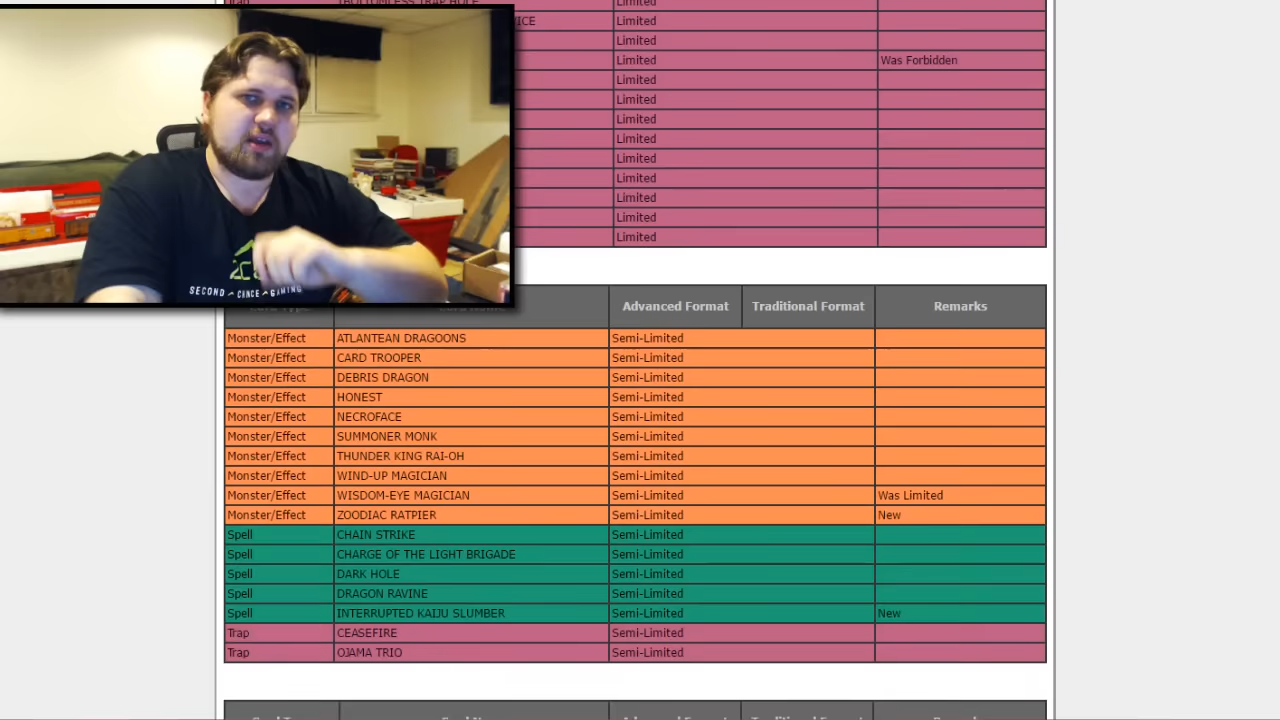 Limited
ICE Limited
Limited
Limited Was Forbidden
Limited
Limited
Limited
Limited
Limited
Limited
Limited
Limited
Limited
SECOND CHANCE GAMING
Advanced Format Traditional Format Remarks
Monster/Effect ATLANTEAN DRAGOONS Semi-Limited
Monster/Effect CARD TROOPER Semi-Limited
Monster/Effect DEBRIS DRAGON Semi-Limited
Monster/Effect HONEST Semi-Limited
Monster/Effect NECROFACE Semi-Limited
Monster/Effect SUMMONER MONK Semi-Limited
Monster/Effect THUNDER KING RAI-OH Semi-Limited
Monster/Effect WIND-UP MAGICIAN Semi-Limited
Monster/Effect WISDOM-EYE MAGICIAN Semi-Limited Was Limited
Monster/Effect ZOODIAC RATPIER Semi-Limited New
Spell CHAIN STRIKE Semi-Limited
Spell CHARGE OF THE LIGHT BRIGADE Semi-Limited
Spell DARK HOLE Semi-Limited
Spell DRAGON RAVINE Semi-Limited
Spell INTERRUPTED KAIJU SLUMBER Semi-Limited New
Trap CEASEFIRE Semi-Limited
Trap OJAMA TRIO Semi-Limited